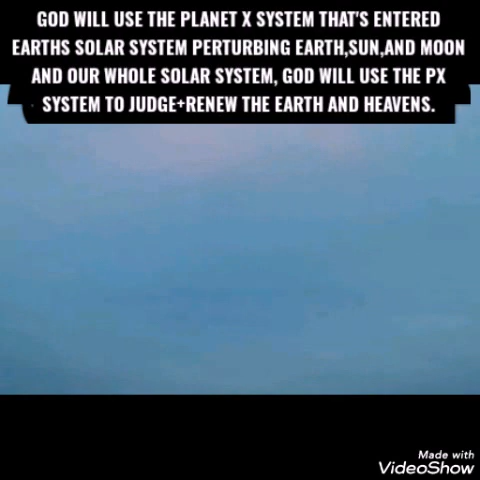 GOD WILL USE THE PLANET X SYSTEM THAT'S ENTERED
EARTHS SOLAR SYSTEM PERTURBING EARTH,SUN,AND MOON
AND OUR WHOLE SOLAR SYSTEM, GOD WILL USE THE PX
SYSTEM TO JUDGE+RENEW THE EARTH AND HEAVENS.
Made with
VideoShow